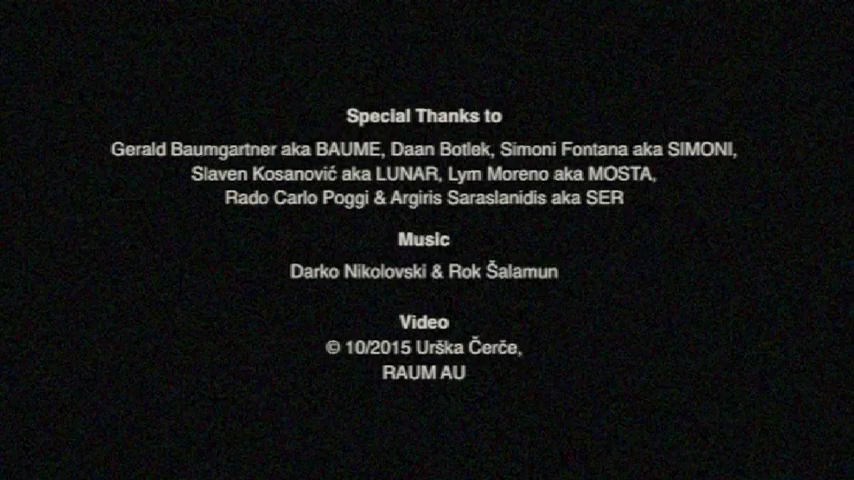 Special Thanks to
Gerald Baumgartner aka BAUME, Daan Botlek, Simoni Fontana aka SIMONI,
Slaven Kosanović aka LUNAR, Lym Moreno aka MOSTA,
Rado Carlo Poggi & Argiris Saraslanidis aka SER
Music
Darko Nikolovski & Rok Šalamun
Video
© 10/2015 Urška Čerče,
RAUM AU